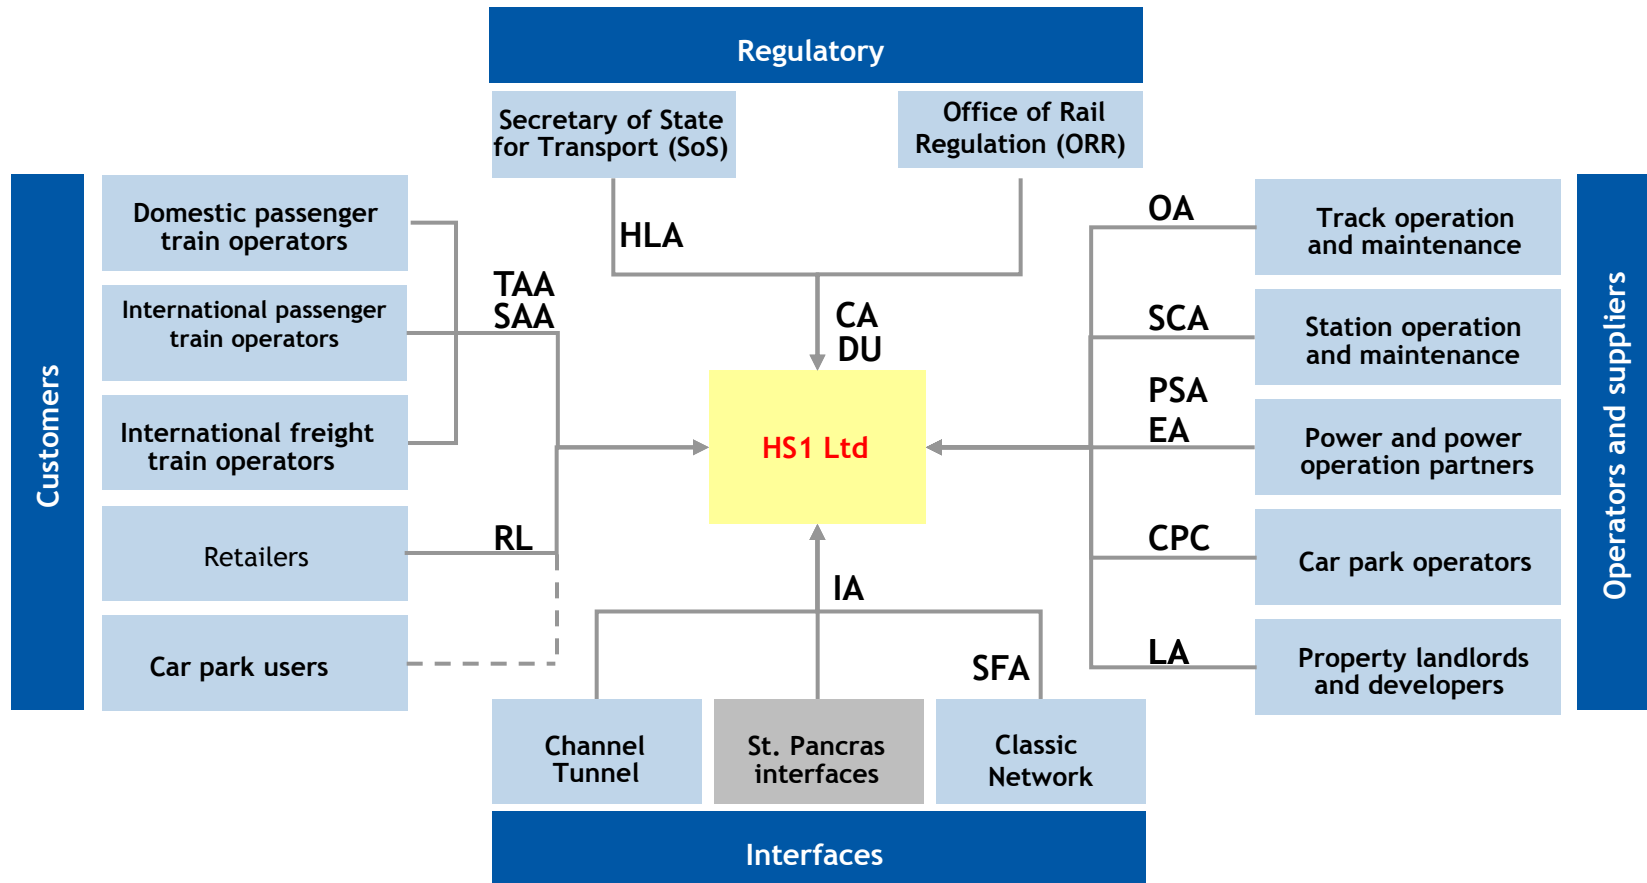 Regulatory
Secretary of State
for Transport (SoS)
Office of Rail
Regulation (ORR)
HLA
CA
DU
Customers
Domestic passenger
train operators
International passenger
train operators
International freight
train operators
Retailers
Car park users
TAA
SAA
RL
HS1 Ltd
OA
SCA
PSA
EA
CPC
LA
Track operation
and maintenance
Station operation
and maintenance
Power and power
operation partners
Car park operators
Property landlords
and developers
Operators and suppliers
IA
SFA
Channel
Tunnel
St. Pancras
interfaces
Classic
Network
Interfaces